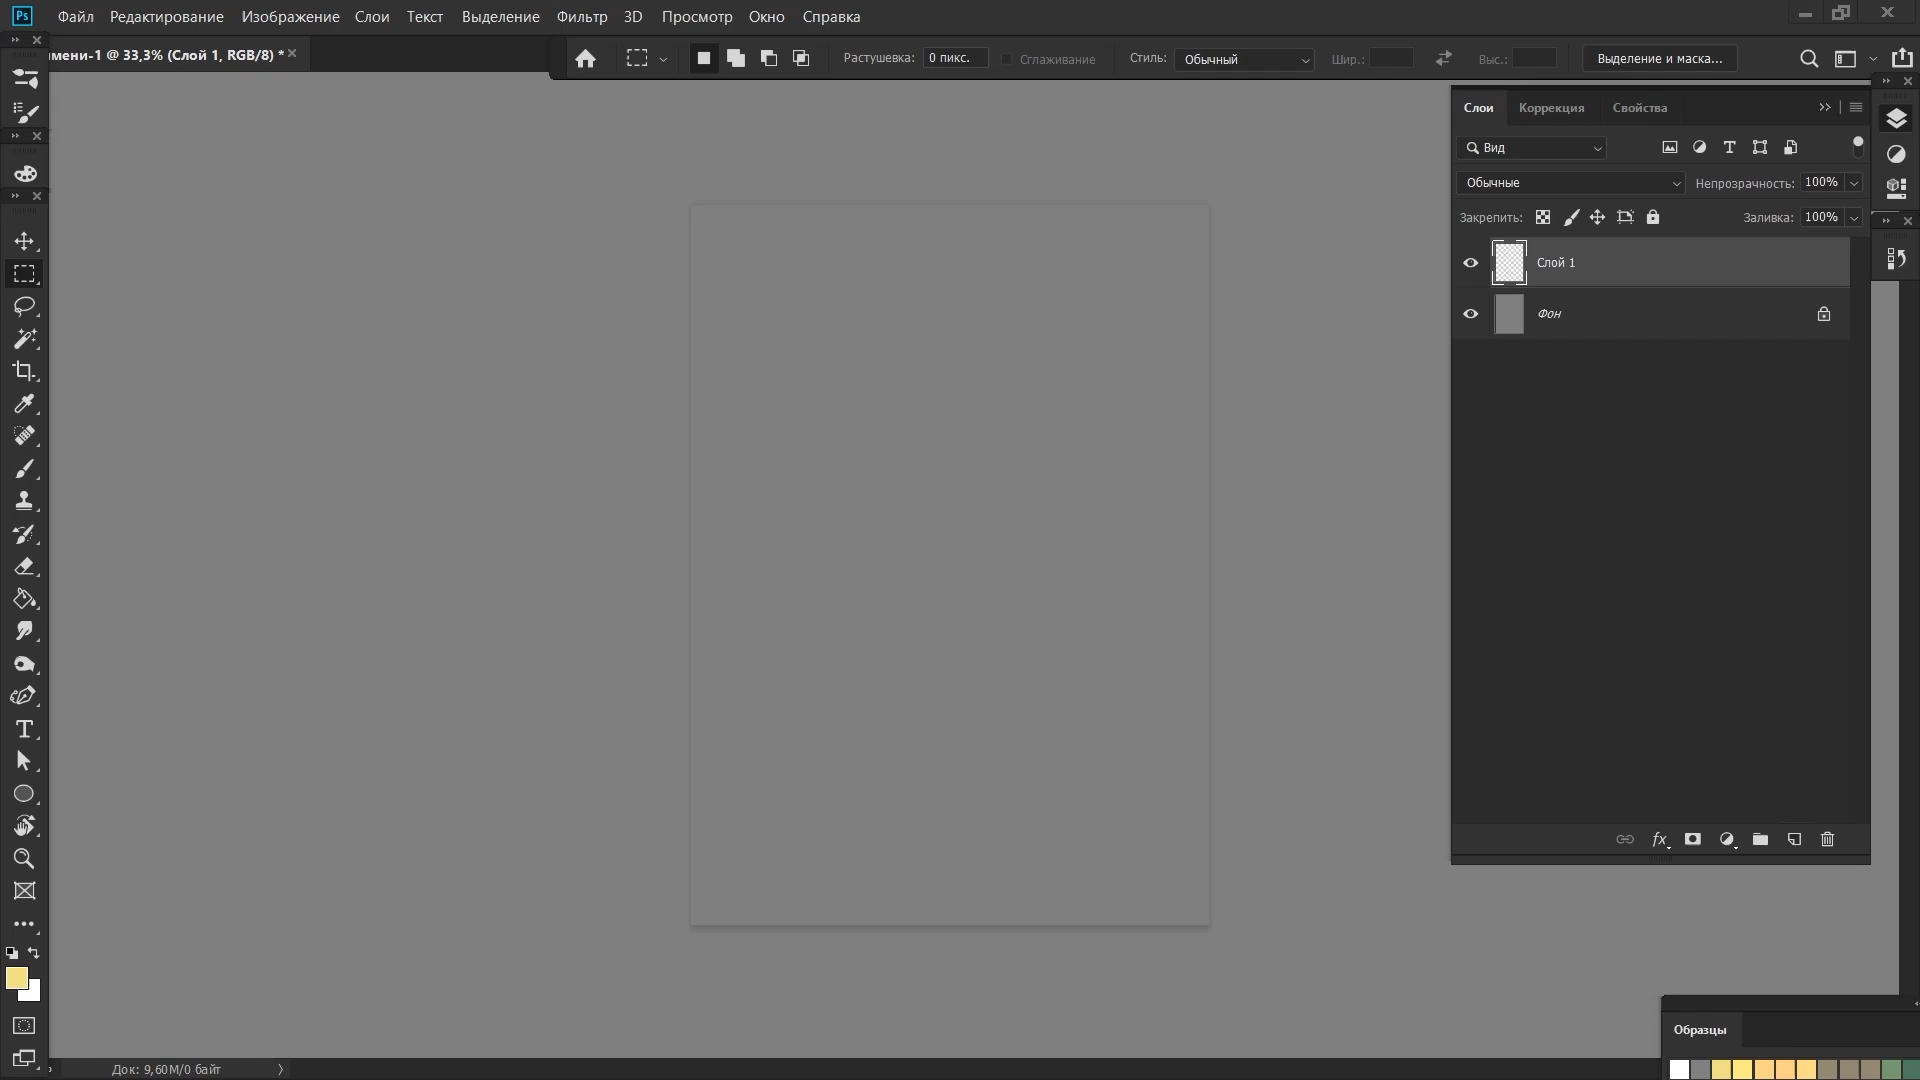 Ps Файл Редактирование Изображение Слои Текст Выделение Фильтр 3D Просмотр Окно Справка
мени-1 @ 33,3% (Слой 1, RGB/8) *
Растушевка: 0 пикс. Сглаживание Стиль: Обычный Шир.: Выс.: Выделение и маска...
Слои Коррекция Свойства
Вид
Обычные Непрозрачность: 100%
Закрепить: Заливка: 100%
Слой 1
Фон
fx
Образцы
Док: 9,60M/0 байт